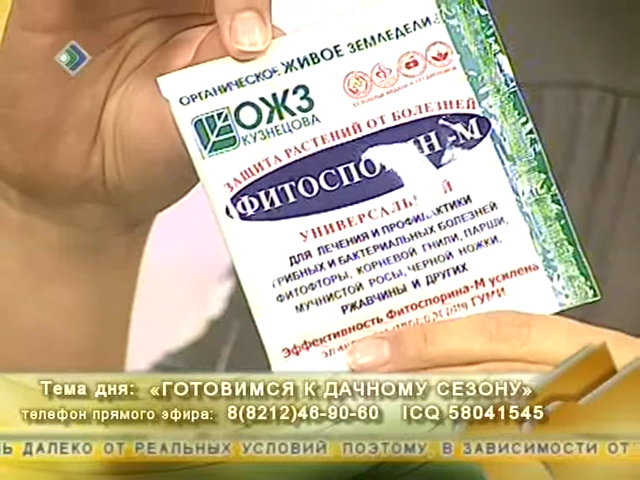 ОРГАНИЧЕСКОЕ ЖИВОЕ ЗЕМЛЕДЕЛИЕ
ОЖЗ
КУЗНЕЦОВА
ЗАЩИТА РАСТЕНИЙ ОТ БОЛЕЗНЕЙ
ФИТОСПО Н-М
УНИВЕРСАЛЬ Й
ДЛЯ ЛЕЧЕНИЯ И ПРОФИЛАКТИКИ
ГРИБНЫХ И БАКТЕРИАЛЬНЫХ БОЛЕЗНЕЙ
ФИТОФТОРЫ, КОРНЕВОЙ ГНИЛИ, ПАРШИ,
МУЧНИСТОЙ РОСЫ, ЧЕРНОЙ НОЖКИ,
РЖАВЧИНЫ И ДРУГИХ
Эффективность Фитоспорина-М усилена
ГУМИ
Тема дня: «ГОТОВИМСЯ К ДАЧНОМУ СЕЗОНУ»
телефон прямого эфира: 8(8212)46-90-60 ICQ 58041545
Ь ДАЛЕКО ОТ РЕАЛЬНЫХ УСЛОВИЙ. ПОЭТОМУ, В ЗАВИСИМОСТИ ОТ